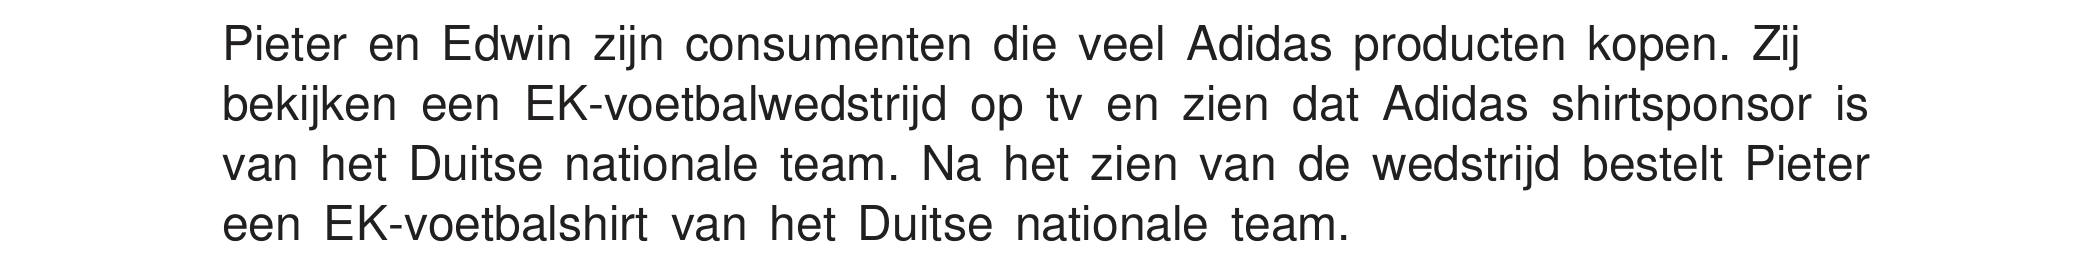 Pieter en Edwin zijn consumenten die veel Adidas producten kopen. Zij
bekijken een EK-voetbalwedstrijd op tv en zien dat Adidas shirtsponsor is
van het Duitse nationale team. Na het zien van de wedstrijd bestelt Pieter
een EK-voetbalshirt van het Duitse nationale team.